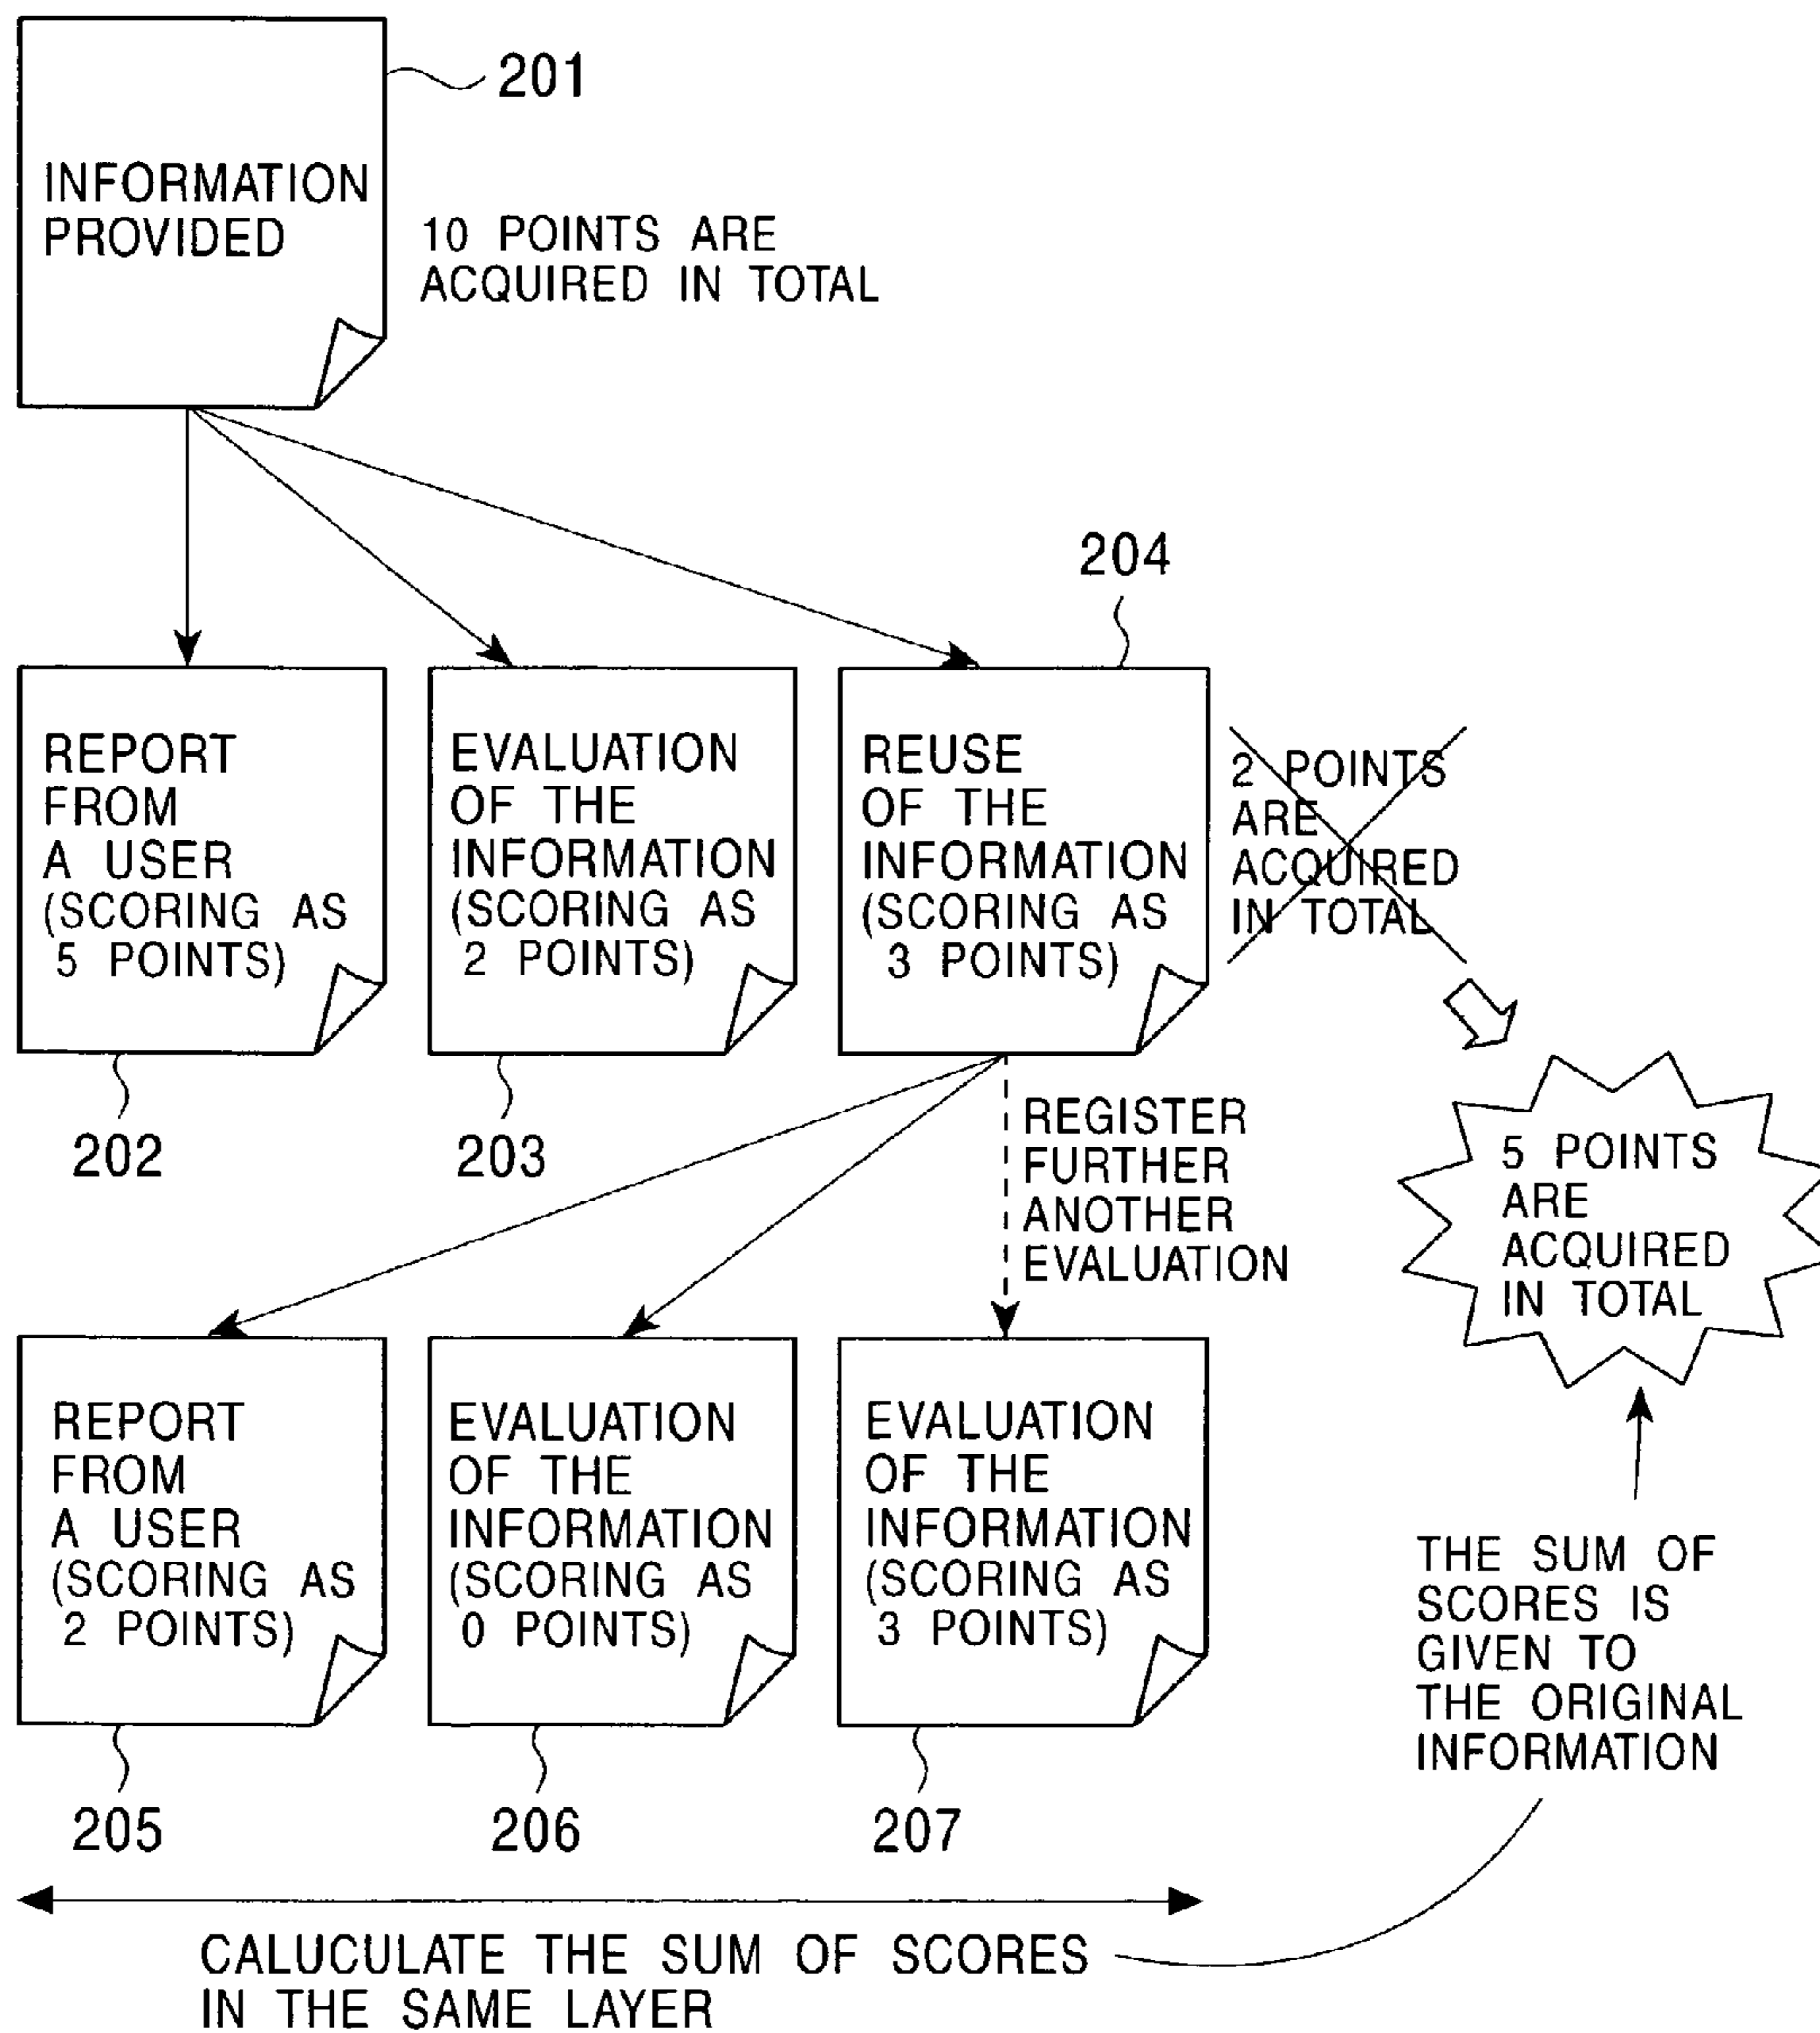 201
INFORMATION
PROVIDED
10 POINTS ARE
ACQUIRED IN TOTAL
204
REPORT
FROM
A USER
(SCORING AS
5 POINTS)
EVALUATION
OF THE
INFORMATION
(SCORING AS
2 POINTS)
REUSE
OF THE
INFORMATION
(SCORING AS
3 POINTS)
2 POINTS
ARE
ACQUIRED
IN TOTAL
202
203
REGISTER
FURTHER
ANOTHER
EVALUATION
5 POINTS
ARE
ACQUIRED
IN TOTAL
REPORT
FROM
A USER
(SCORING AS
2 POINTS)
EVALUATION
OF THE
INFORMATION
(SCORING AS
0 POINTS)
EVALUATION
OF THE
INFORMATION
(SCORING AS
3 POINTS)
THE SUM OF
SCORES IS
GIVEN TO
THE ORIGINAL
INFORMATION
205
206
207
CALUCULATE THE SUM OF SCORES
IN THE SAME LAYER